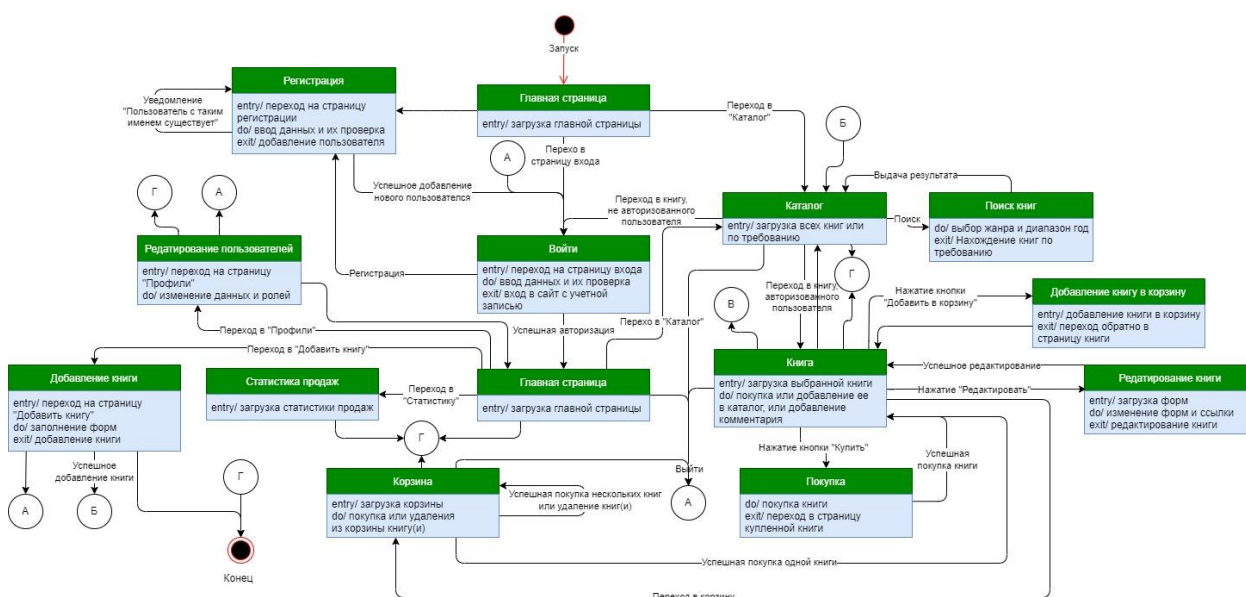 Запуск
Регистрация
entry/ переход на страницу
регистрации
do/ ввод данных и их проверка
exit/ добавление пользователя
Уведомление
"Пользователь с таким
именем существует"
Главная страница
entry/ загрузка главной страницы
Переход в
"Каталог"
Б
Перехо в
страницу входа
А
Успешное добавление
нового пользователся
Г
А
Переход в книгу,
не авторизованного
пользователя
Каталог
entry/ загрузка всех книг или
по требованию
Выдача результата
Поиск
Поиск книг
do/ выбор жанра и диапазон год
exit/ Нахождение книг по
требованию
Редатирование пользователей
entry/ переход на страницу
"Профили"
do/ изменение данных и ролей
Войти
entry/ переход на страницу входа
do/ ввод данных и их проверка
exit/ вход в сайт с учетной
записью
Регистрация
Г
Переход в книгу,
авторизованного
пользователя
Нажатие кнопки
"Добавить в корзину"
Добавление книгу в корзину
entry/ добавление книги в корзину
exit/ переход обратно в
страницу книги
В
Переход в "Профили"
Успешная авторизация
Перехо в "Каталог"
Переход в "Добавить книгу"
Добавление книги
entry/ переход на страницу
"Добавить книгу"
do/ заполнение форм
exit/ добавление книги
Статистика продаж
entry/ загрузка статистики продаж
Переход в
"Статистику"
Главная страница
entry/ загрузка главной страницы
Книга
entry/ загрузка выбранной книги
do/ покупка или добавление ее
в каталог, или добавление
комментария
Успешное редактирование
Нажатие "Редактировать"
Редатирование книги
entry/ загрузка форм
do/ изменение форм и ссылки
exit/ редактирование книги
Г
Нажатие кнопки "Купить"
Успешная
покупка книги
Успешное
добавление книги
А
Б
Г
Корзина
entry/ загрузка корзины
do/ покупка или удаления
из корзины книгу(и)
Успешная покупка нескольких книг
или удаление книг(и)
Выйти
А
Покупка
do/ покупка книги
exit/ переход в страницу
купленной книги
Успешная покупка одной книги
Конец
Переход в корзину